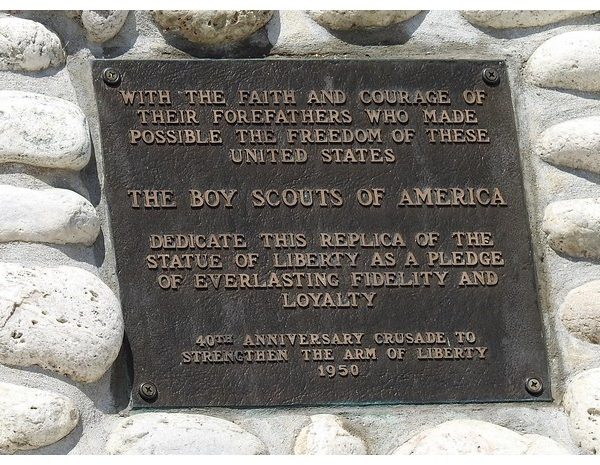 WITH THE FAITH AND COURAGE OF
THEIR FOREFATHERS WHO MADE
POSSIBLE THE FREEDOM OF THESE
UNITED STATES
THE BOY SCOUTS OF AMERICA
DEDICATE THIS REPLICA OF THE
STATUE OF LIBERTY AS A PLEDGE
OF EVERLASTING FIDELITY AND
LOYALTY
40TH ANNIVERSARY CRUSADE TO
STRENGTHEN THE ARM OF LIBERTY
1950